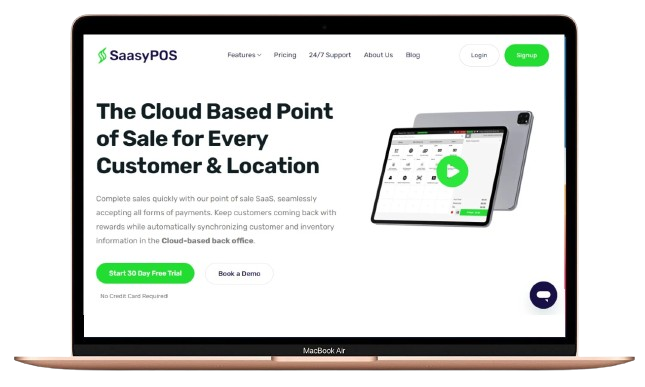 SaasyPOS
Features
Pricing
24/7 Support
About Us
Blog
Login
Signup
The Cloud Based Point
of Sale for Every
Customer & Location
Complete sales quickly with our point of sale SaaS, seamlessly
accepting all forms of payments. Keep customers coming back with
rewards while automatically synchronizing customer and inventory
information in the Cloud-based back office.
Start 30 Day Free Trial
Book a Demo
No Credit Card Required!
MacBook Air